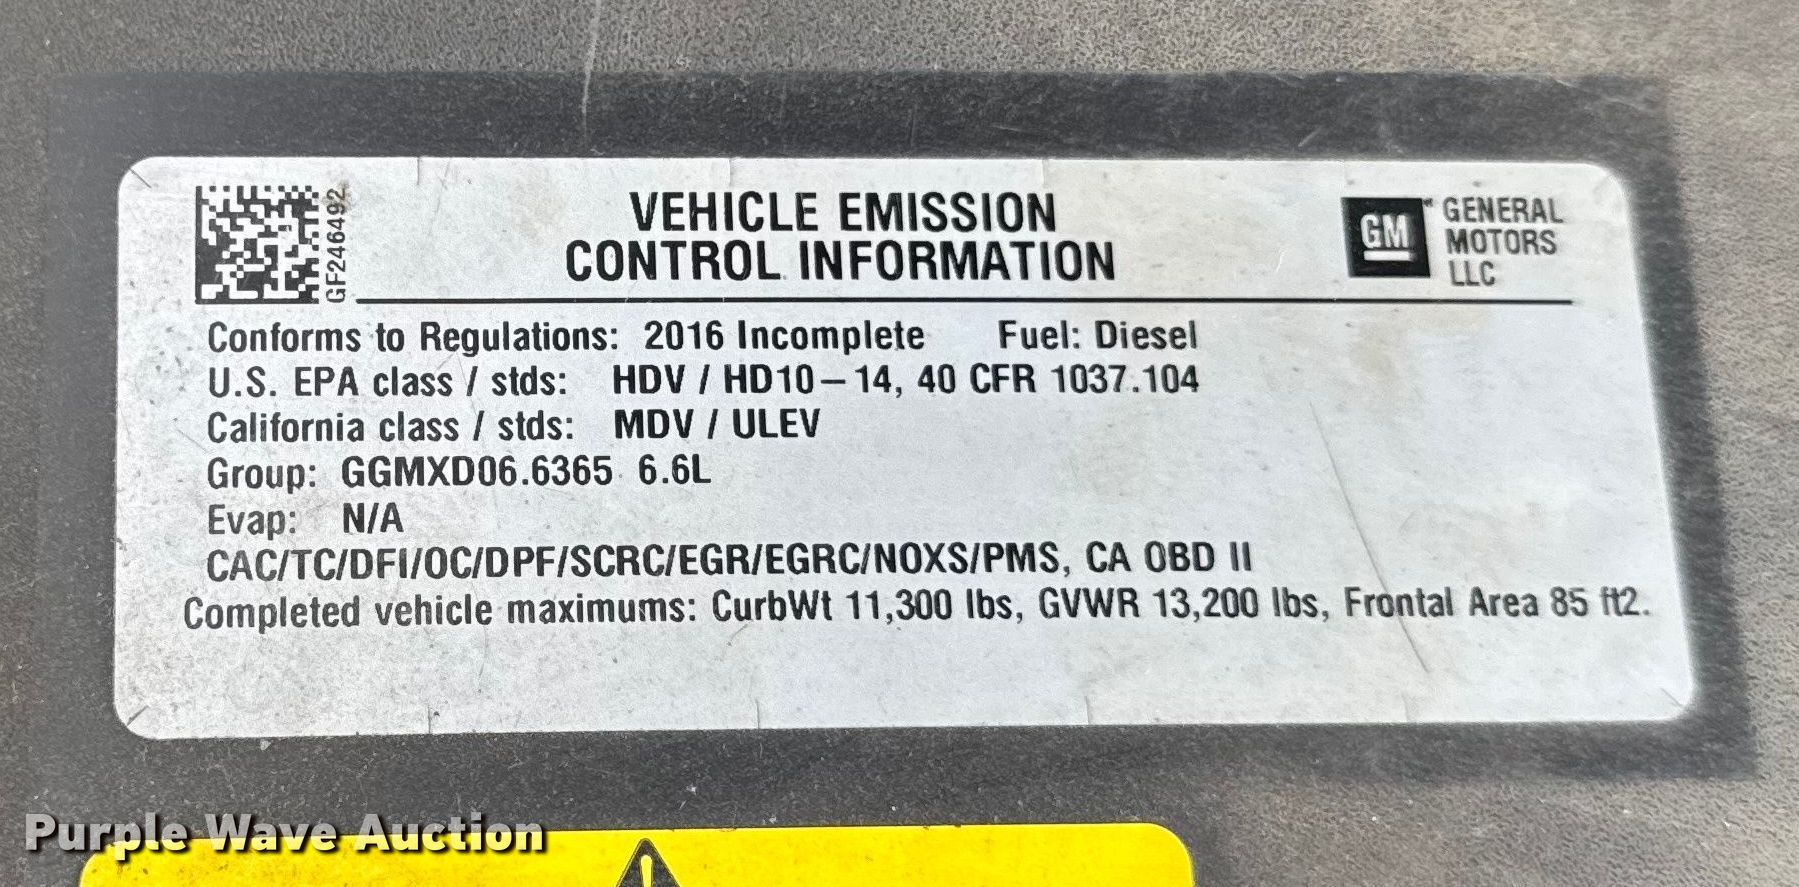 GF246492
VEHICLE EMISSION
CONTROL INFORMATION
GM
GENERAL
MOTORS
LLC
Conforms to Regulations: 2016 Incomplete Fuel: Diesel
U.S. EPA class / stds: HDV / HD10–14, 40 CFR 1037.104
California class / stds: MDV / ULEV
Group: GGMXD06.6365 6.6L
Evap: N/A
CAC/TC/DFI/OC/DPF/SCRC/EGR/EGRC/NOXS/PMS, CA OBD II
Completed vehicle maximums: CurbWt 11,300 lbs, GVWR 13,200 lbs, Frontal Area 85 ft2.
Purple Wave Auction